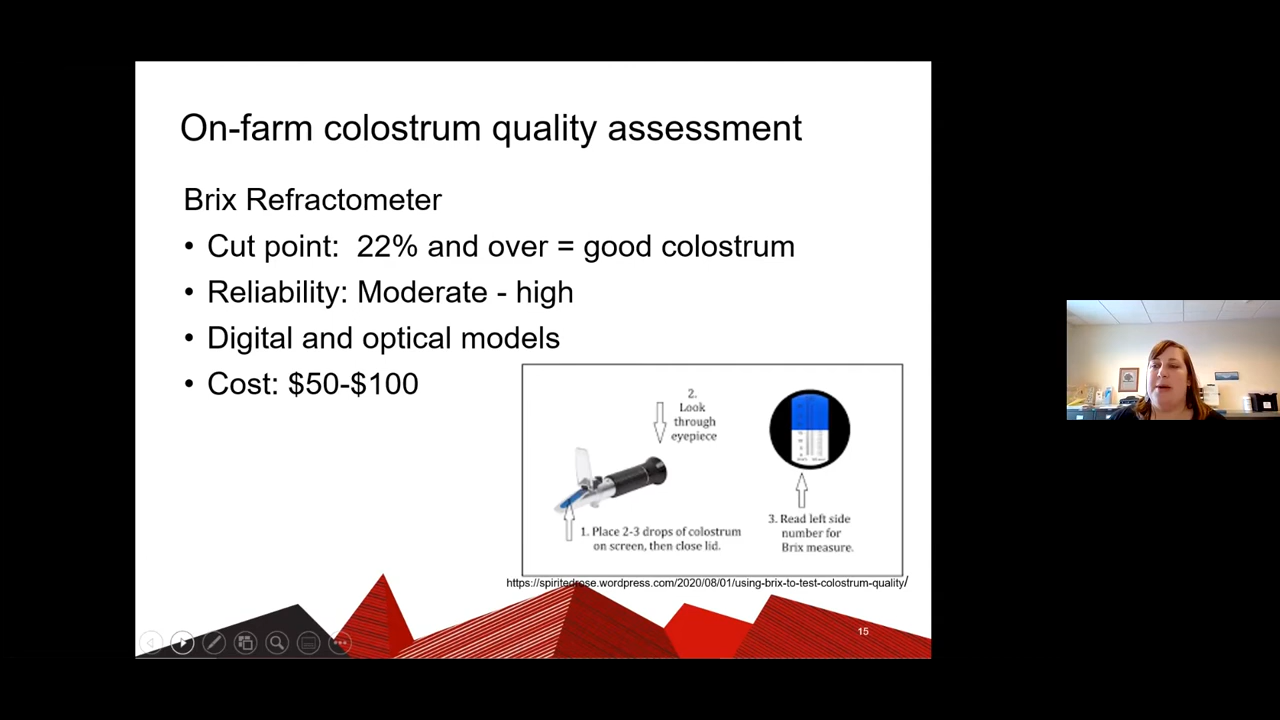 On-farm colostrum quality assessment
Brix Refractometer
• Cut point:  22% and over = good colostrum
• Reliability: Moderate - high
• Digital and optical models
• Cost: $50-$100
2.
Look
through
eyepiece
1. Place 2-3 drops of colostrum
on screen, then close lid.
3. Read left side
number for
Brix measure.
https://spiritedrose.wordpress.com/2020/08/01/using-brix-to-test-colostrum-quality/
15